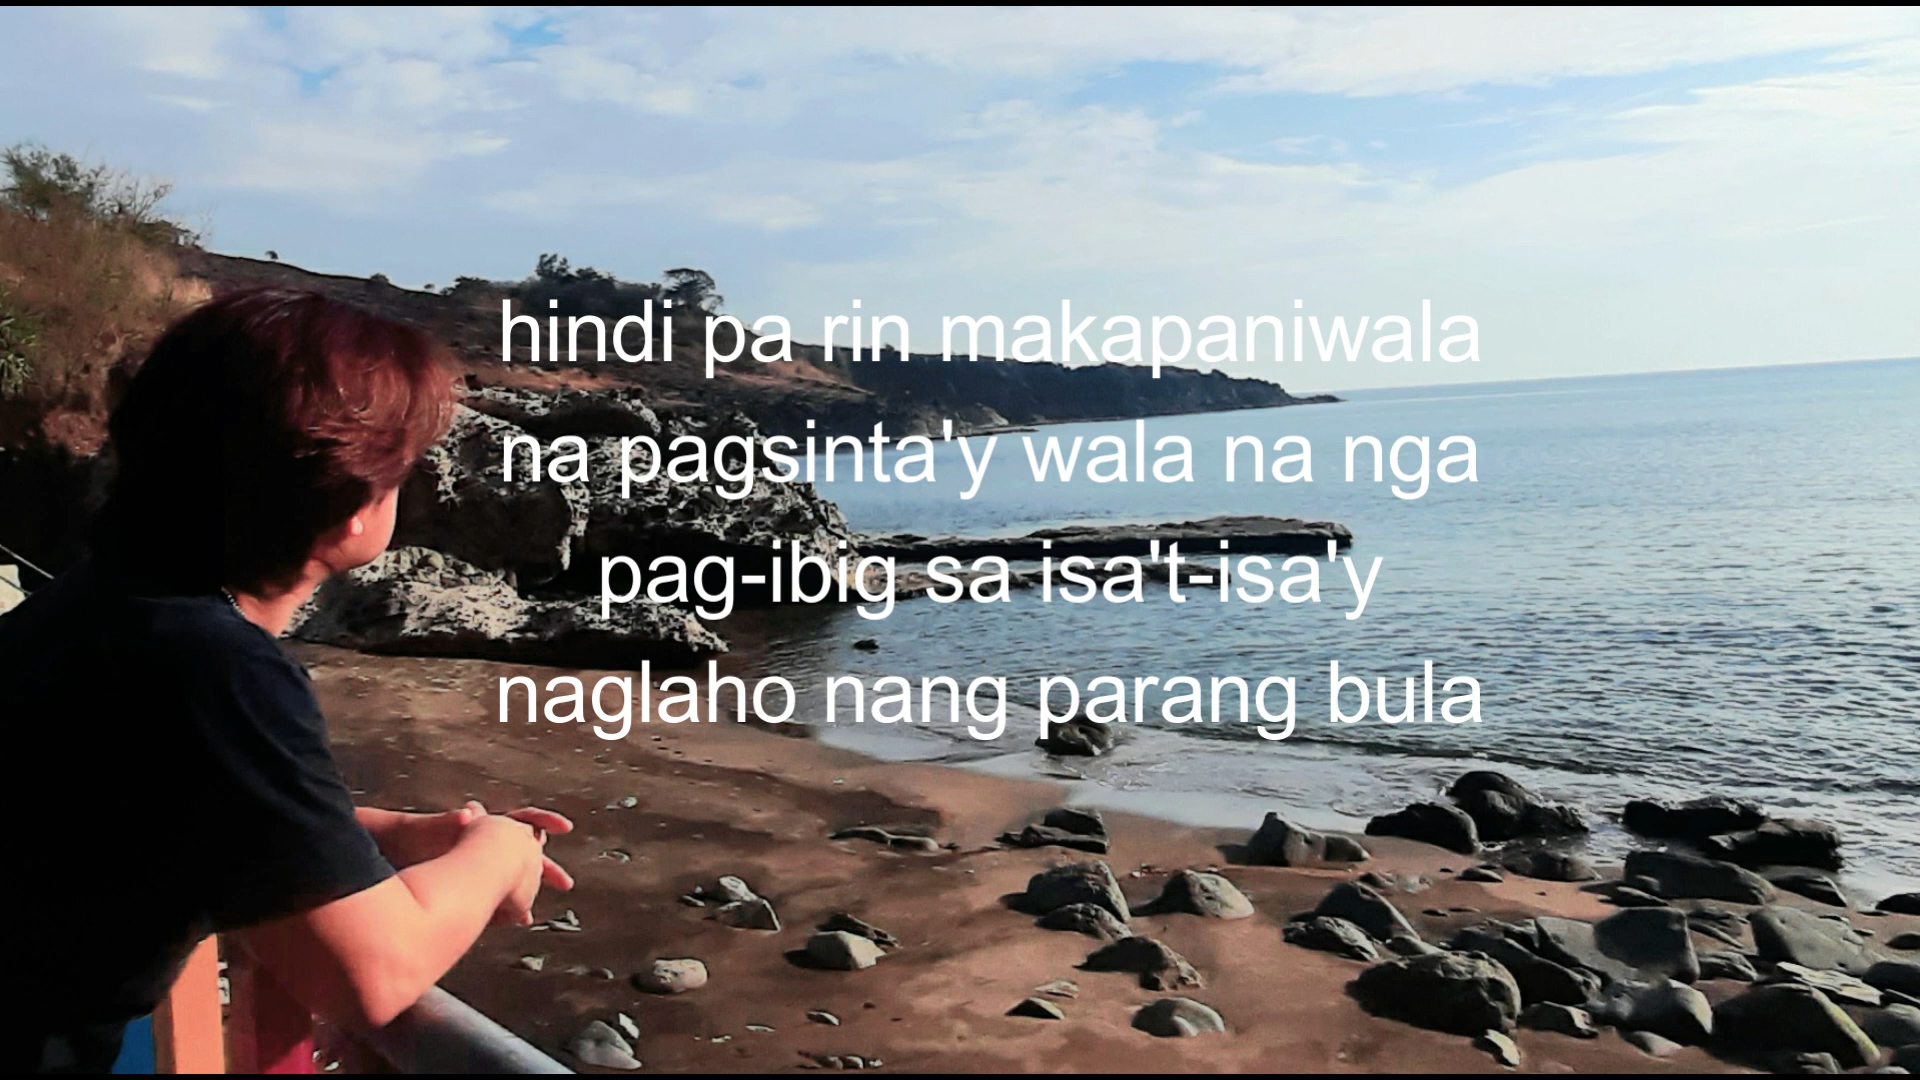 hindi pa rin makapaniwala
na pagsinta'y wala na nga
pag-ibig sa isa't-isa'y
naglaho nang parang bula